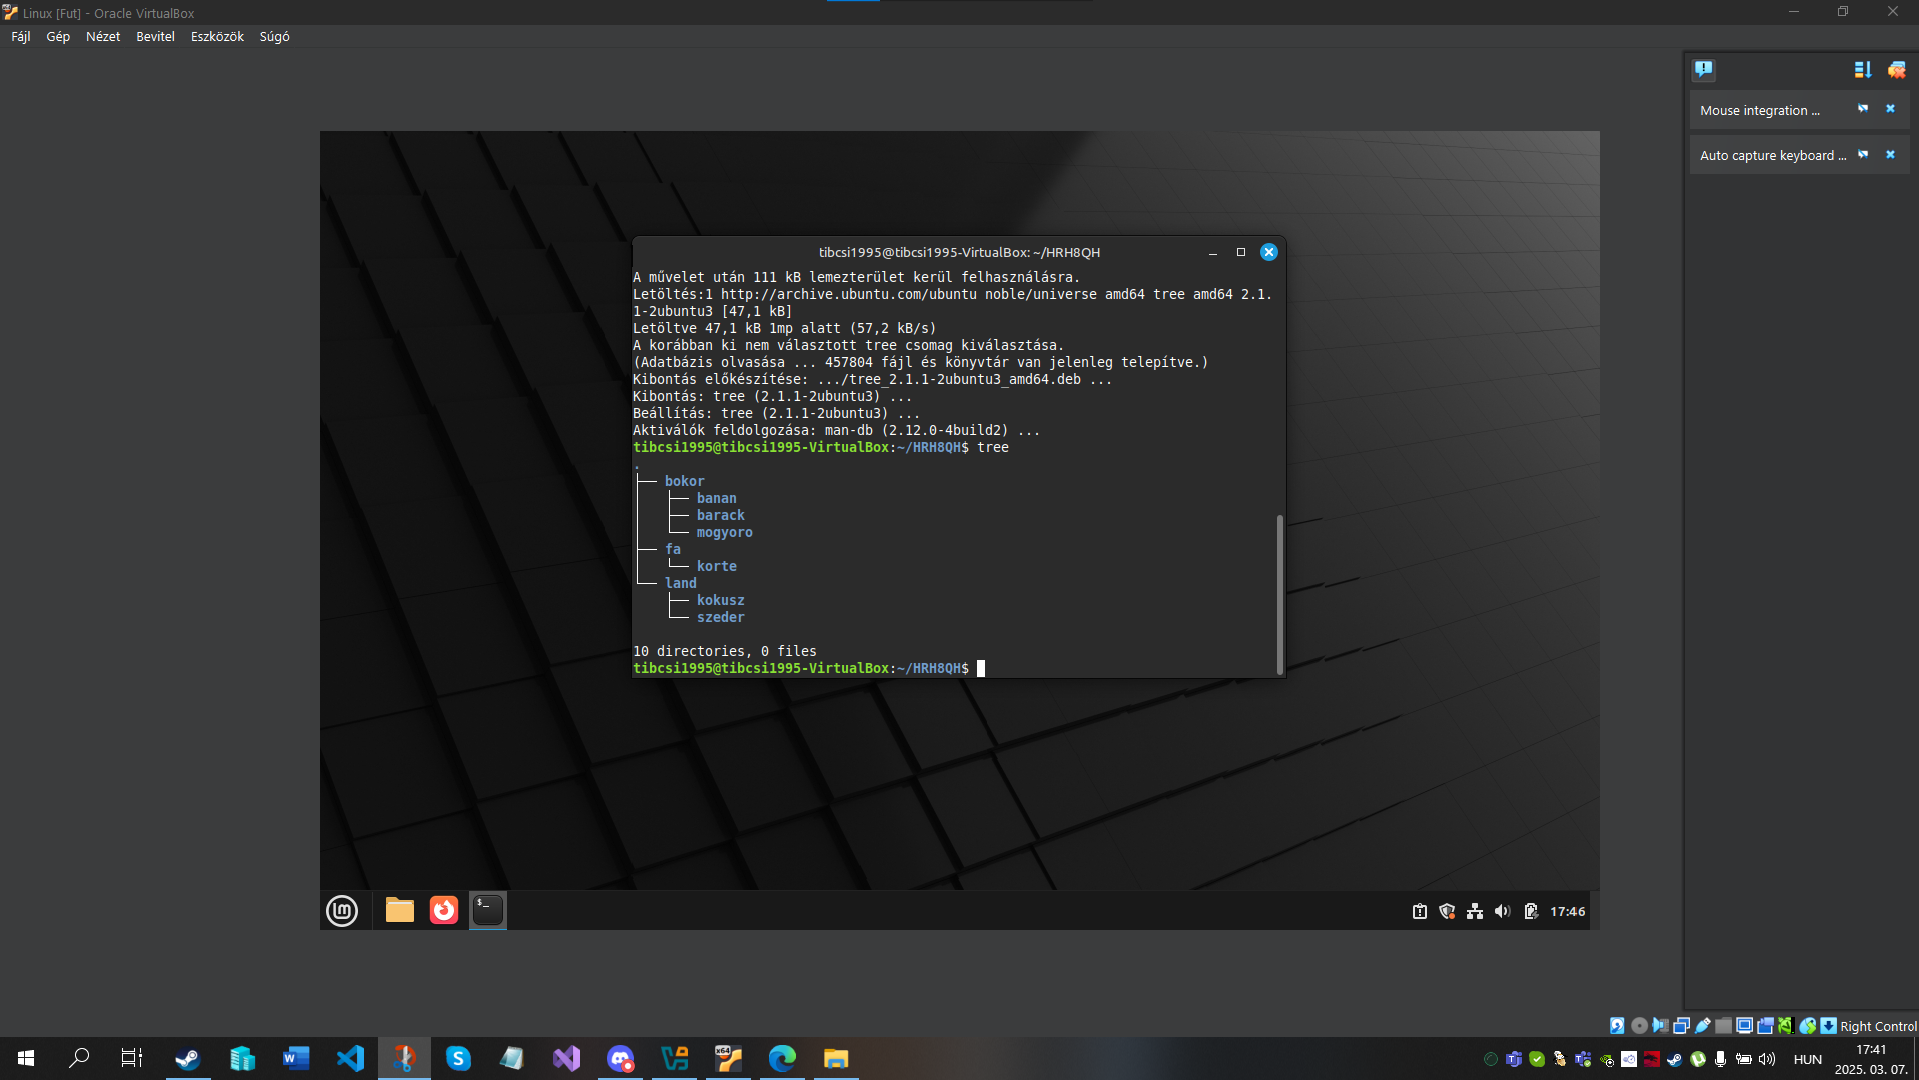 Linux [Fut] - Oracle VirtualBox
Fájl Gép Nézet Bevitel Eszközök Súgó
Mouse integration ...
Auto capture keyboard ...
tibcsi1995@tibcsi1995-VirtualBox: ~/HRH8QH
A művelet után 111 kB lemezterület kerül felhasználásra.
Letöltés:1 http://archive.ubuntu.com/ubuntu noble/universe amd64 tree amd64 2.1.
1-2ubuntu3 [47,1 kB]
Letöltve 47,1 kB 1mp alatt (57,2 kB/s)
A korábban ki nem választott tree csomag kiválasztása.
(Adatbázis olvasása ... 457804 fájl és könyvtár van jelenleg telepítve.)
Kibontás előkészítése: .../tree_2.1.1-2ubuntu3_amd64.deb ...
Kibontás: tree (2.1.1-2ubuntu3) ...
Beállítás: tree (2.1.1-2ubuntu3) ...
Aktiválók feldolgozása: man-db (2.12.0-4build2) ...
tibcsi1995@tibcsi1995-VirtualBox:~/HRH8QH$ tree
.
├── bokor
│   ├── banan
│   ├── barack
│   └── mogyoro
├── fa
│   └── korte
└── land
    ├── kokusz
    └── szeder
10 directories, 0 files
tibcsi1995@tibcsi1995-VirtualBox:~/HRH8QH$
17:46
Right Control
HUN
17:41
2025. 03. 07.